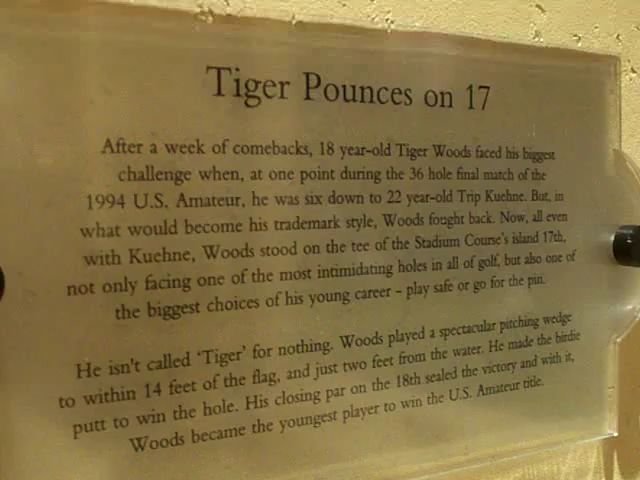 Tiger Pounces on 17
After a week of comebacks, 18 year-old Tiger Woods faced his biggest
challenge when, at one point during the 36 hole final match of the
1994 U.S. Amateur, he was six down to 22 year-old Trip Kuehne. But, in
what would become his trademark style, Woods fought back. Now, all even
with Kuehne, Woods stood on the tee of the Stadium Course's island 17th,
not only facing one of the most intimidating holes in all of golf, but also one of
the biggest choices of his young career – play safe or go for the pin.
He isn't called 'Tiger' for nothing. Woods played a spectacular pitching wedge
to within 14 feet of the flag, and just two feet from the water. He made the birdie
putt to win the hole. His closing par on the 18th sealed the victory and with it,
Woods became the youngest player to win the U.S. Amateur title.